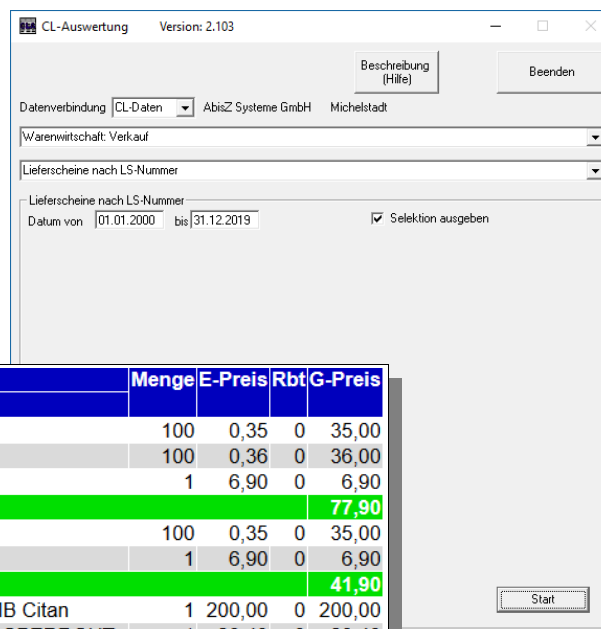 CL-Auswertung Version: 2.103
Beschreibung
(Hilfe)
Beenden
Datenverbindung CL-Daten AbisZ Systeme GmbH Michelstadt
Warenwirtschaft: Verkauf
Lieferscheine nach LS-Nummer
Lieferscheine nach LS-Nummer
Datum von 01.01.2000 bis 31.12.2019 Selektion ausgeben
Menge E-Preis Rbt G-Preis
100 0,35 0 35,00
100 0,36 0 36,00
1 6,90 0 6,90
77,90
100 0,35 0 35,00
1 6,90 0 6,90
41,90
Citan 1 200,00 0 200,00
Start